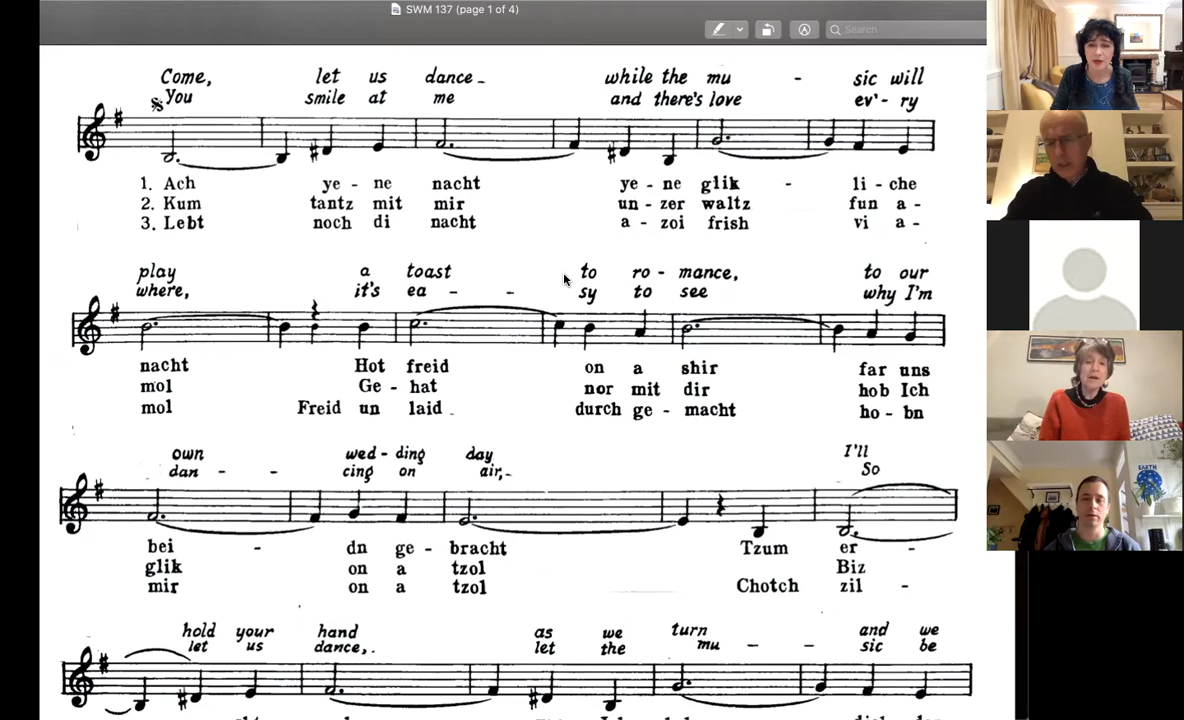 SWM 137 (page 1 of 4)
Search
Come, let us dance - while the mu - sic will
You smile at me and there's love ev'- ry
1. Ach ye - ne nacht ye - ne glik - li - che
2. Kum tantz mit mir un - zer waltz fun a -
3. Lebt noch di nacht a - zoi frish vi a -
play a toast to ro - mance, to our
where, it's ea - - sy to see why I'm
nacht Hot freid on a shir far uns
mol Ge - hat nor mit dir hob Ich
mol Freid un laid durch ge - macht ho - bn
own wed - ding day I'll
dan - - cing on air,- So
bei - dn ge - bracht Tzum er -
glik on a tzol Biz
mir on a tzol Chotch zil -
hold your hand as we turn and we
let us dance, let the mu - - sic be
EARTH